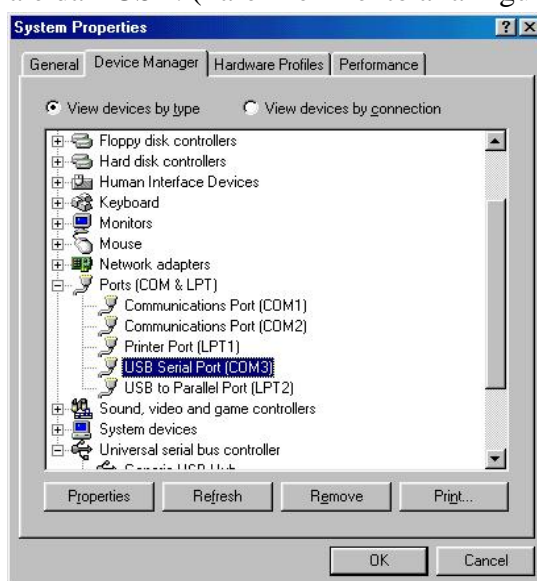 System Properties
General Device Manager Hardware Profiles Performance
View devices by type View devices by connection
Floppy disk controllers
Hard disk controllers
Human Interface Devices
Keyboard
Monitors
Mouse
Network adapters
Ports (COM & LPT)
Communications Port (COM1)
Communications Port (COM2)
Printer Port (LPT1)
USB Serial Port (COM3)
USB to Parallel Port (LPT2)
Sound, video and game controllers
System devices
Universal serial bus controller
Properties Refresh Remove Print...
OK Cancel